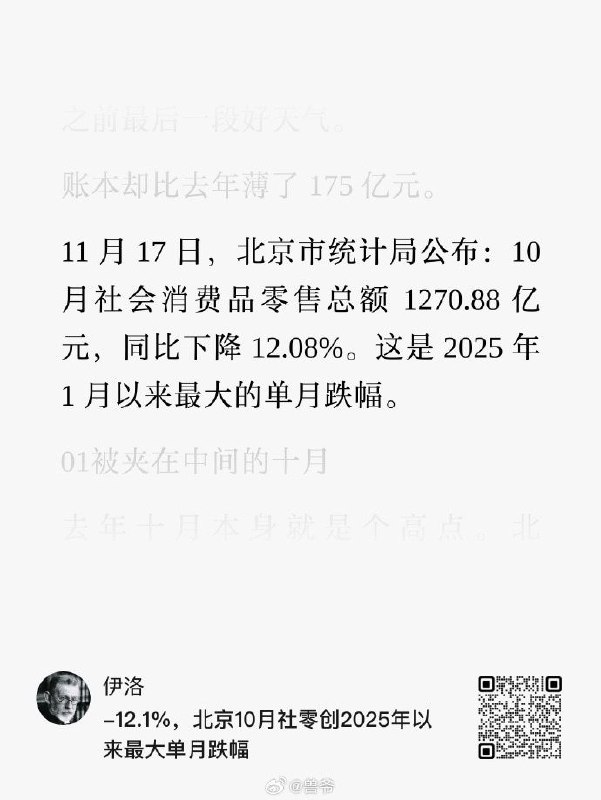 之前最后一段好天气。
账本却比去年薄了 175 亿元。
11 月 17 日，北京市统计局公布：10
月社会消费品零售总额 1270.88 亿
元，同比下降 12.08%。这是 2025 年
1 月以来最大的单月跌幅。
01被夹在中间的十月
去年十月本身就是个高点。北
伊洛
–12.1%，北京10月社零创2025年以
来最大单月跌幅
@兽爷